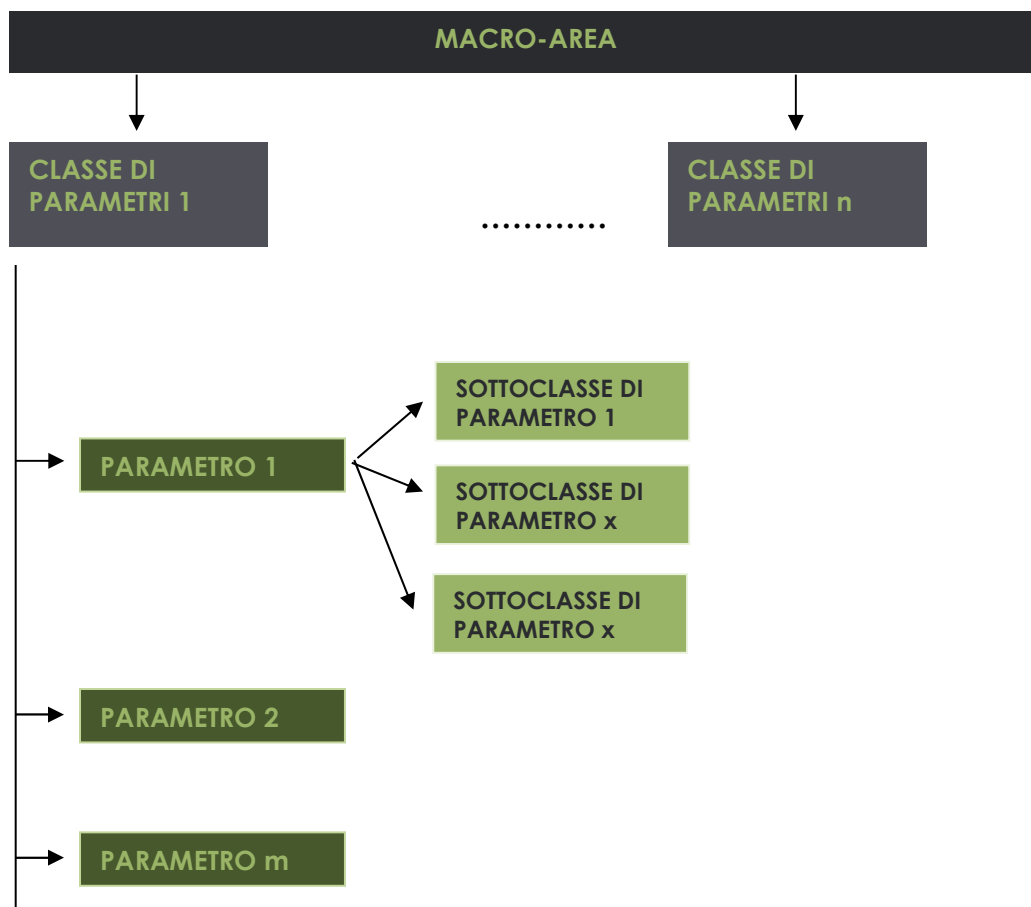 MACRO-AREA
CLASSE DI
PARAMETRI 1
............
CLASSE DI
PARAMETRI n
SOTTOCLASSE DI
PARAMETRO 1
PARAMETRO 1
SOTTOCLASSE DI
PARAMETRO x
SOTTOCLASSE DI
PARAMETRO x
PARAMETRO 2
PARAMETRO m